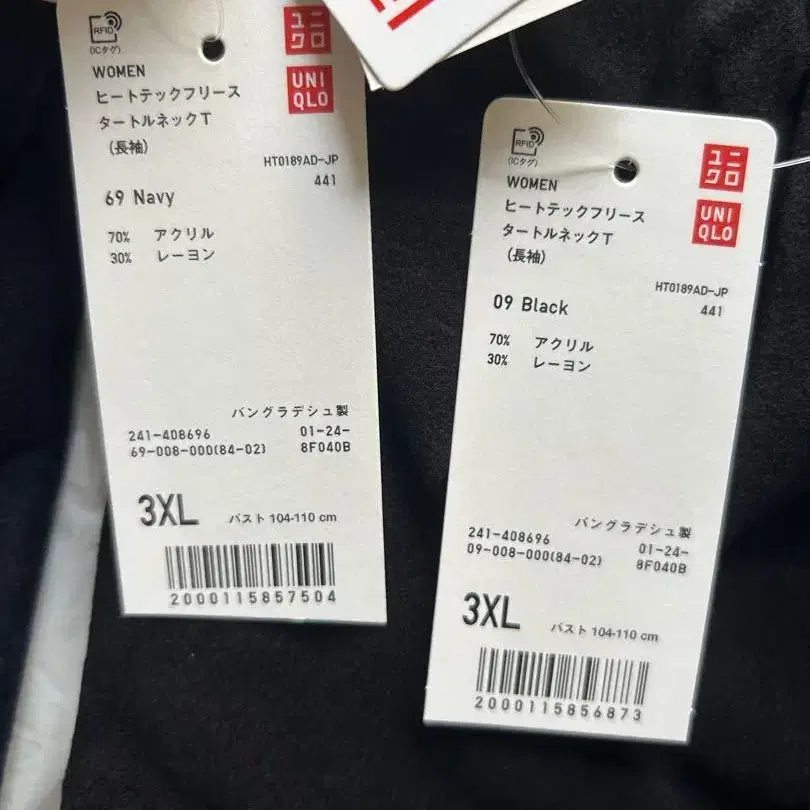 RFID
(ICタグ)
ユニ
クロ
WOMEN
UNI
QLO
ヒートテックフリース
タートルネックT
(長袖)
HT0189AD-JP
441
69 Navy
70% アクリル
30% レーヨン
バングラデシュ製
241-408696 01-24-
69-008-000(84-02) 8F040B
3XL バスト 104-110 cm
2000115857504
RFID
(ICタグ)
ユニ
クロ
WOMEN
UNI
QLO
ヒートテックフリース
タートルネックT
(長袖)
HT0189AD-JP
441
09 Black
70% アクリル
30% レーヨン
バングラデシュ製
241-408696 01-24-
09-008-000(84-02) 8F040B
3XL バスト 104-110 cm
2000115856873